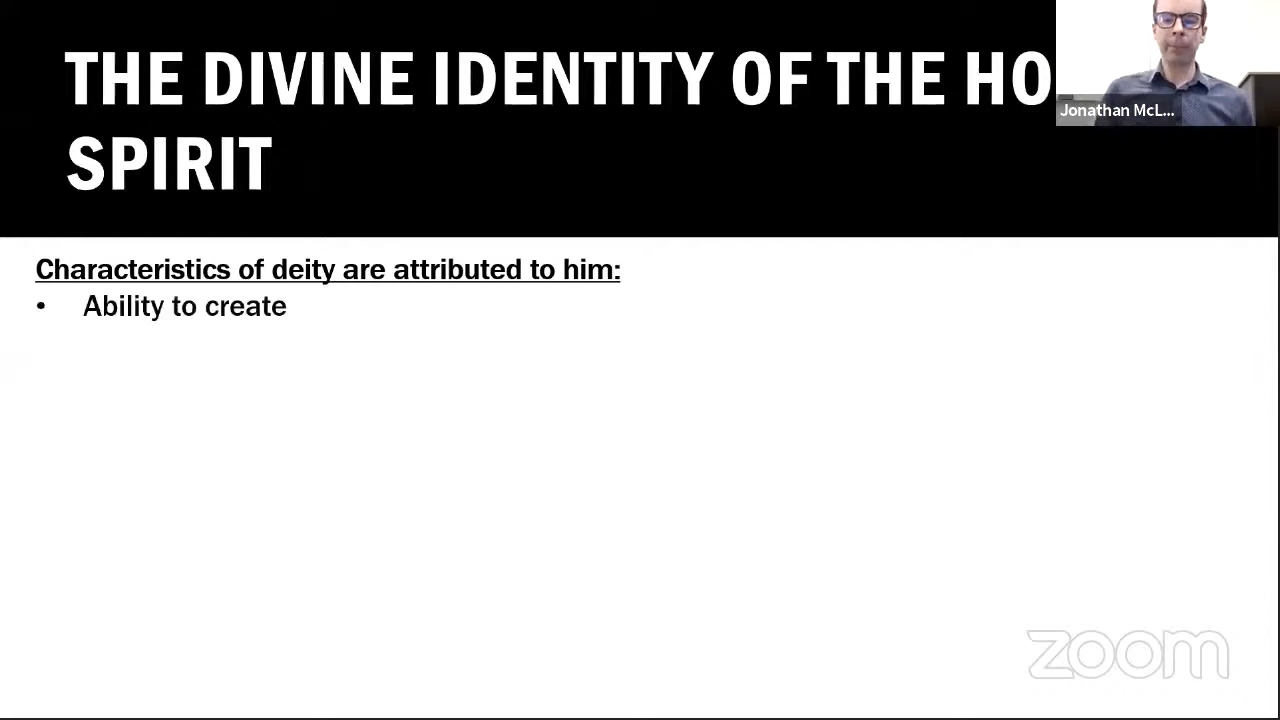 THE DIVINE IDENTITY OF THE HO
SPIRIT
Jonathan McL...
Characteristics of deity are attributed to him:
• Ability to create
zoom